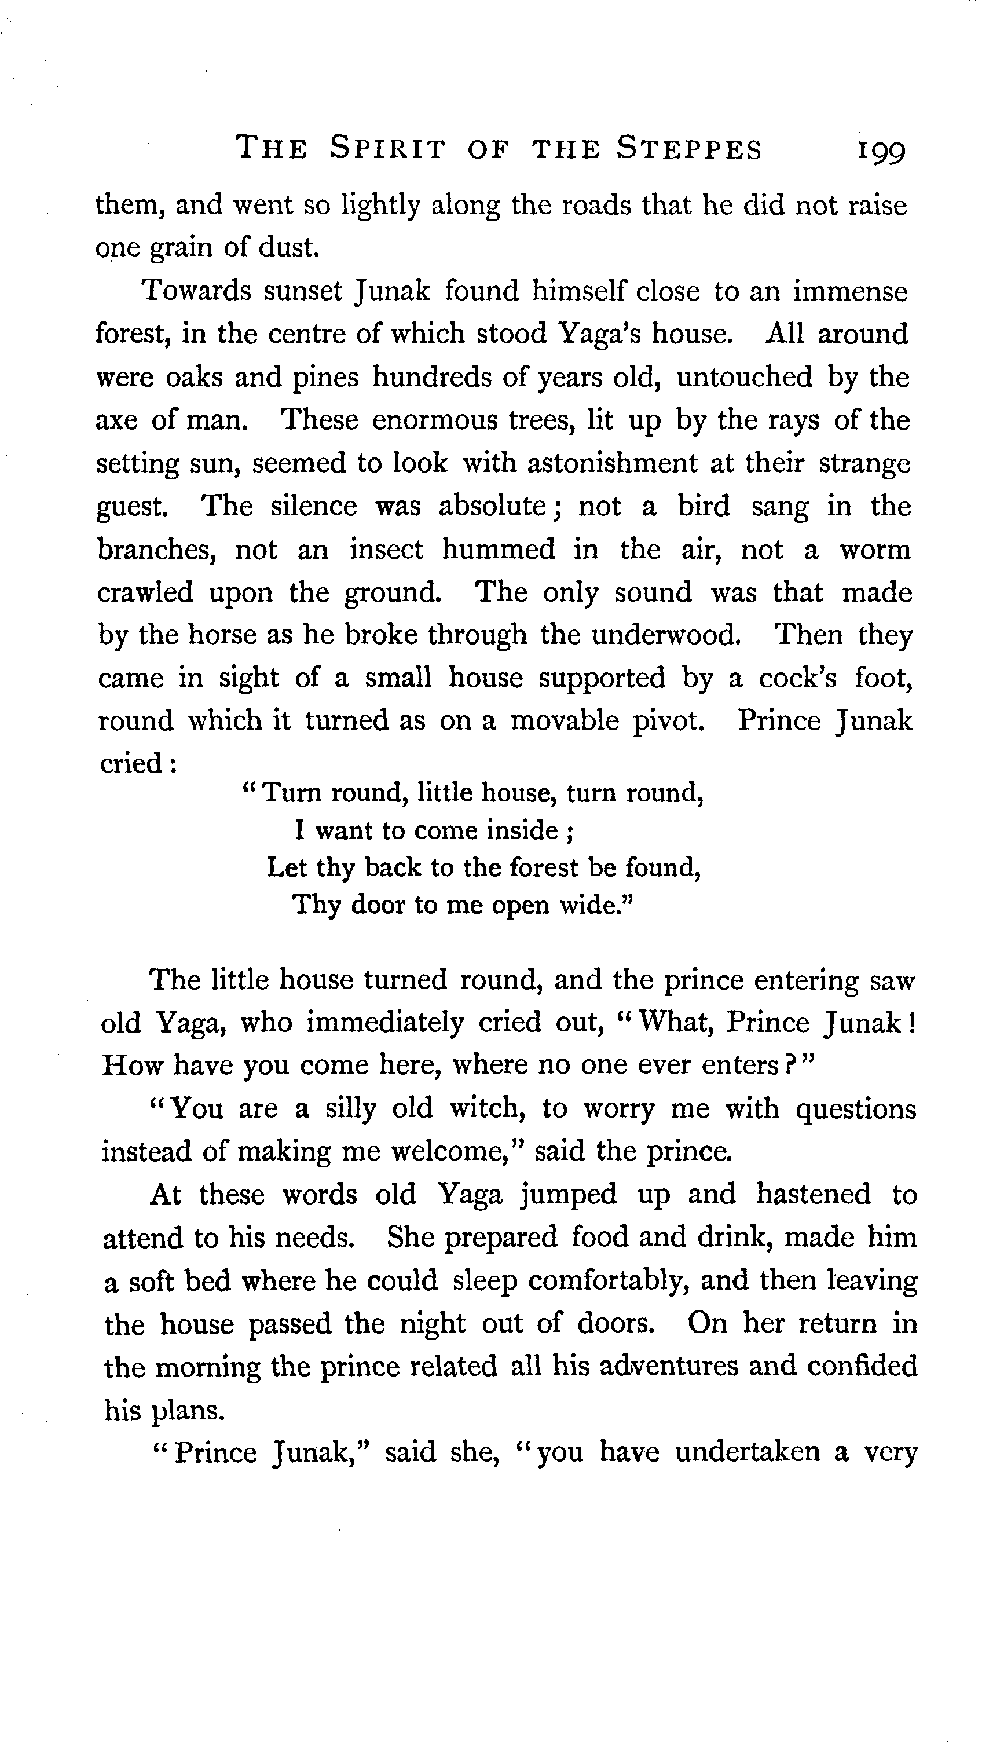 THE SPIRIT OF THE STEPPES 199
them, and went so lightly along the roads that he did not raise
one grain of dust.
Towards sunset Junak found himself close to an immense
forest, in the centre of which stood Yaga's house. All around
were oaks and pines hundreds of years old, untouched by the
axe of man. These enormous trees, lit up by the rays of the
setting sun, seemed to look with astonishment at their strange
guest. The silence was absolute; not a bird sang in the
branches, not an insect hummed in the air, not a worm
crawled upon the ground. The only sound was that made
by the horse as he broke through the underwood. Then they
came in sight of a small house supported by a cock's foot,
round which it turned as on a movable pivot. Prince Junak
cried:
"Turn round, little house, turn round,
I want to come inside;
Let thy back to the forest be found,
Thy door to me open wide."
The little house turned round, and the prince entering saw
old Yaga, who immediately cried out, "What, Prince Junak!
How have you come here, where no one ever enters?"
"You are a silly old witch, to worry me with questions
instead of making me welcome," said the prince.
At these words old Yaga jumped up and hastened to
attend to his needs. She prepared food and drink, made him
a soft bed where he could sleep comfortably, and then leaving
the house passed the night out of doors. On her return in
the morning the prince related all his adventures and confided
his plans.
"Prince Junak," said she, "you have undertaken a very